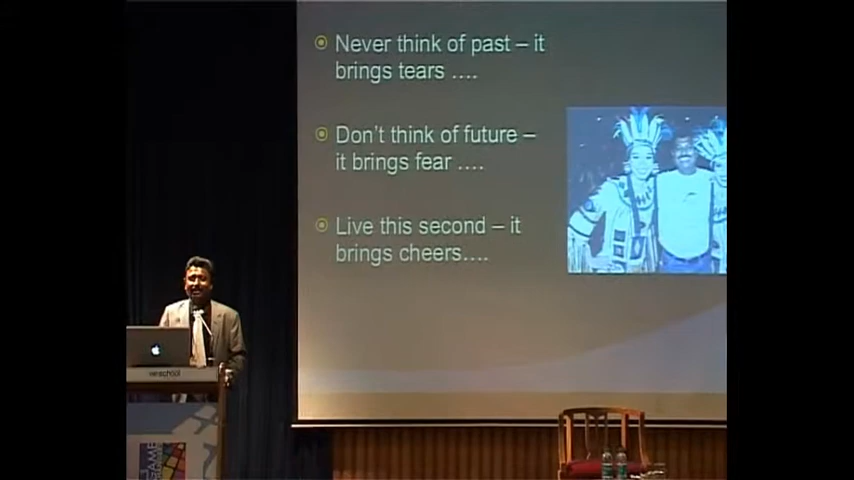 Never think of past – it
brings tears ....
Don't think of future –
it brings fear ....
Live this second – it
brings cheers....
GAME